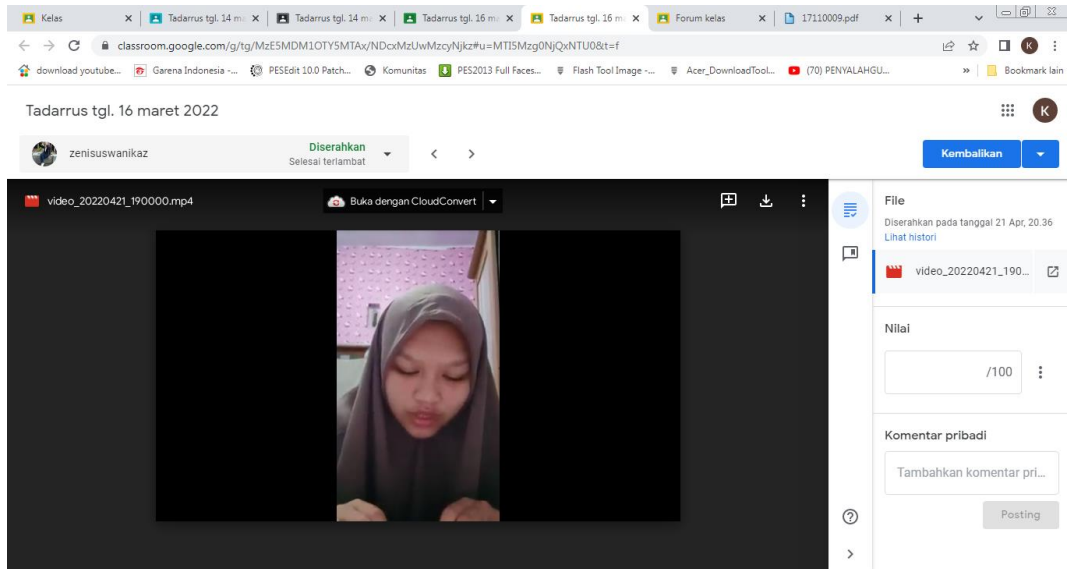 Kelas
Tadarrus tgl. 14 m
Tadarrus tgl. 14 m
Tadarrus tgl. 16 m
Tadarrus tgl. 16 m
Forum kelas
17110009.pdf
classroom.google.com/g/tg/MzE5MDM1OTY5MTAx/NDcxMzUwMzcyNjkz#u=MTI5Mzg0NjQxNTU0&t=f
K
download youtube...
Garena Indonesia -...
PESEdit 10.0 Patch...
Komunitas
PES2013 Full Faces...
Flash Tool Image -...
Acer_DownloadTool...
(70) PENYALAHGU...
»
Bookmark lain
Tadarrus tgl. 16 maret 2022
K
zenisuswanikaz
Diserahkan
Selesai terlambat
Kembalikan
video_20220421_190000.mp4
Buka dengan CloudConvert
File
Diserahkan pada tanggal 21 Apr, 20.36
Lihat histori
video_20220421_190...
Nilai
/100
Komentar pribadi
Tambahkan komentar pri...
Posting